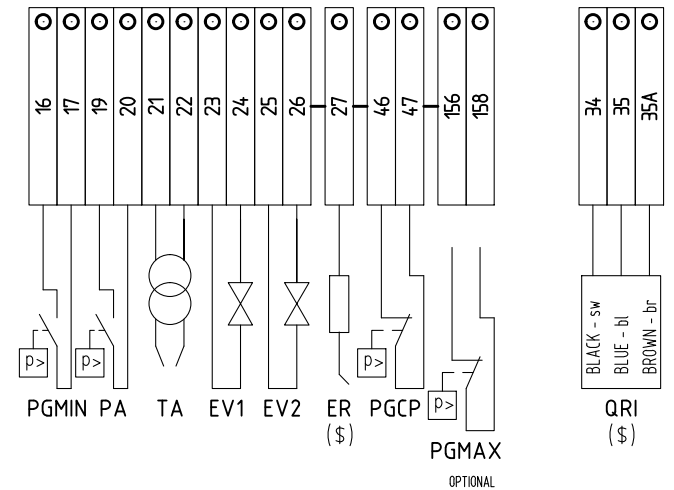 16 17 19 20 21 22 23 24 25 26 27 46 47 156 158 34 35 35A
BLACK - sw
BLUE - bl
BROWN - br
p> p> p> p>
PGMIN PA TA EV1 EV2 ER PGCP QRI
($) ($)
PGMAX
OPTIONAL